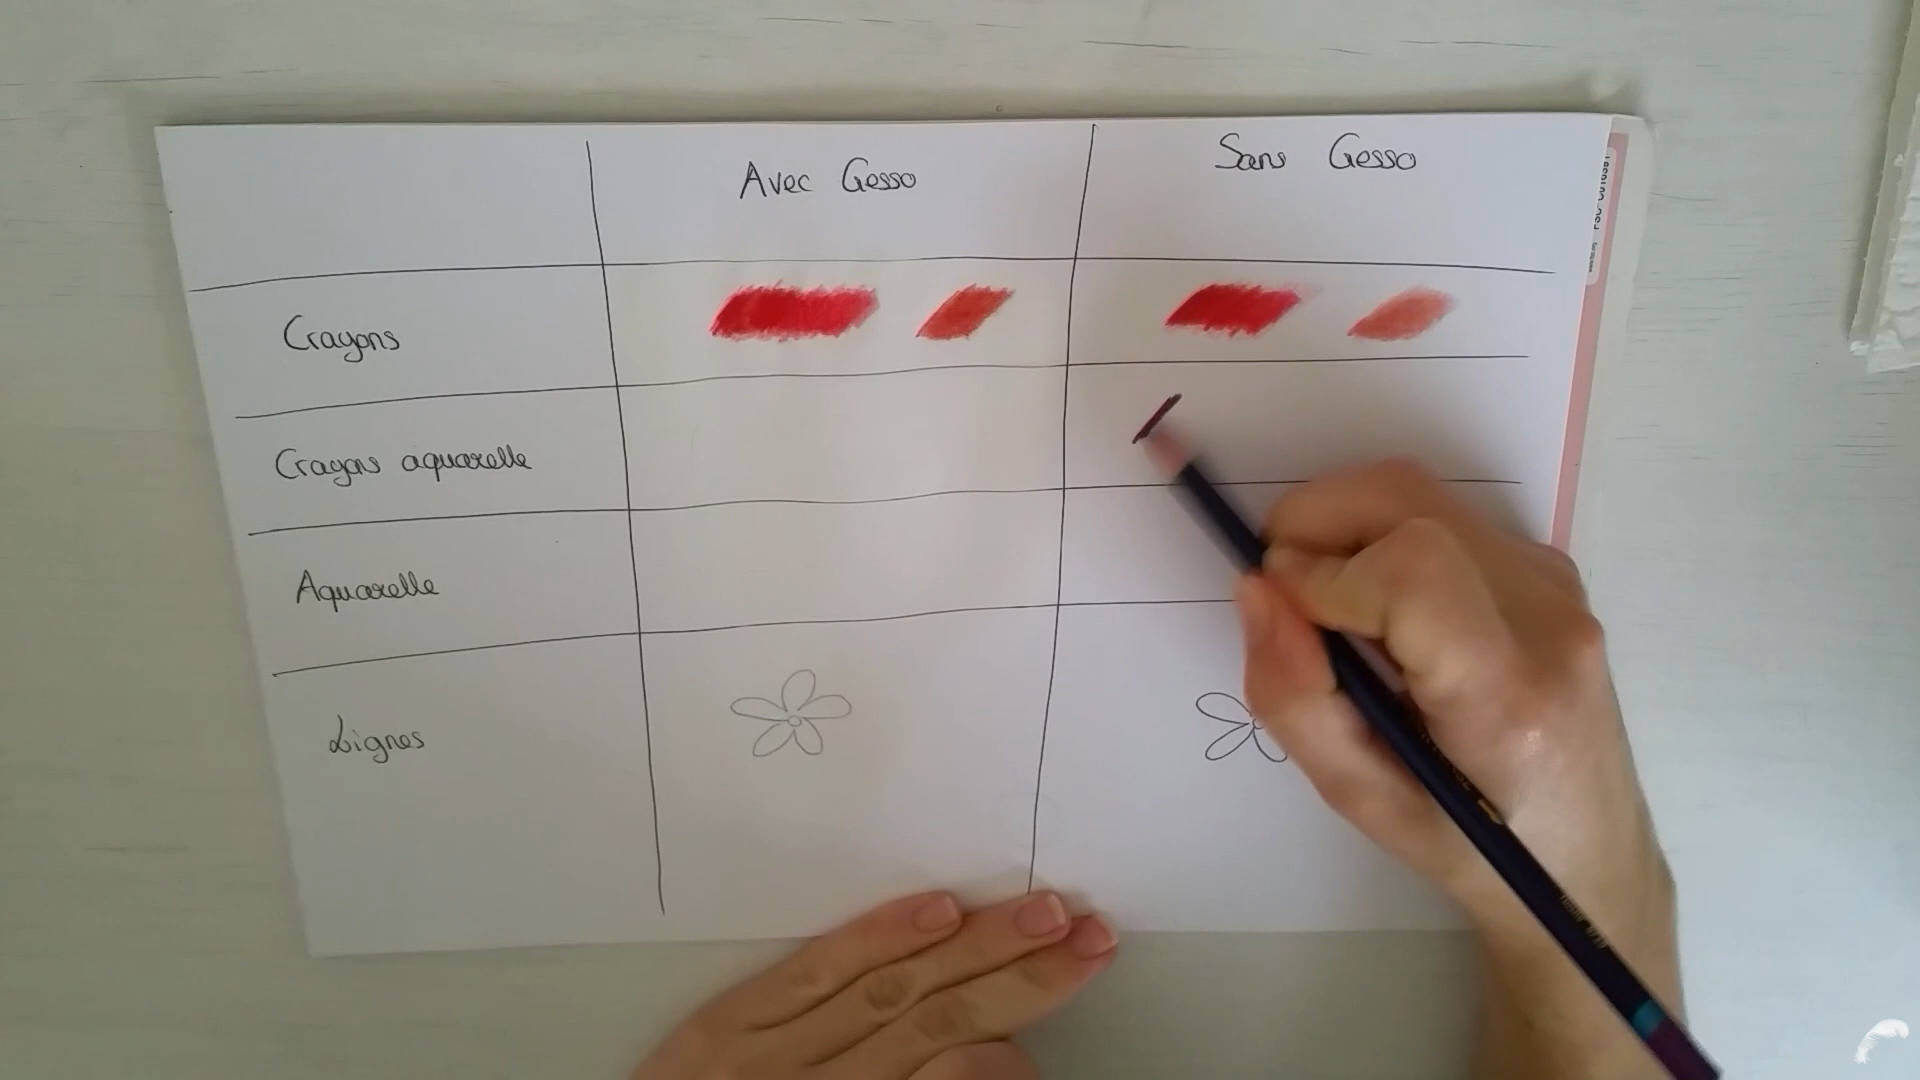 Avec Gesso
Sans Gesso
Crayons
Crayons aquarelle
Aquarelle
Lignes